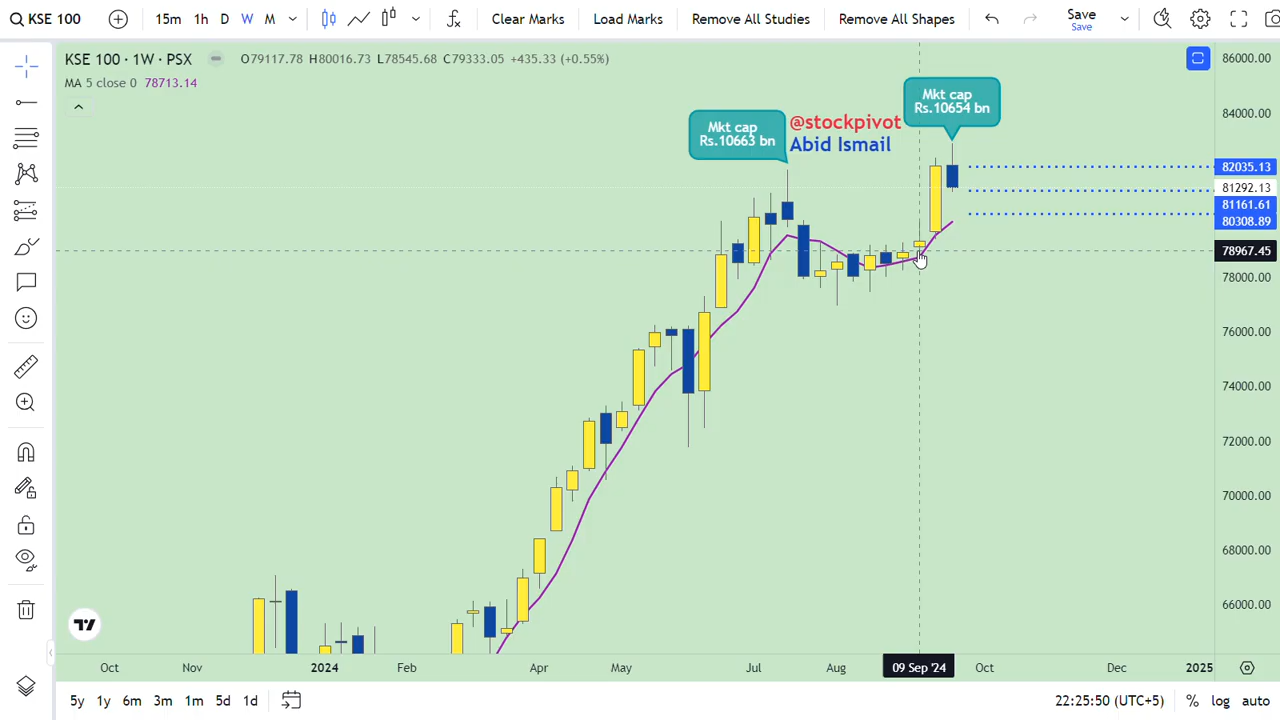 KSE 100
15m
1h
D
W
M
Clear Marks
Load Marks
Remove All Studies
Remove All Shapes
Save
Save
KSE 100 · 1W · PSX
O79117.78 H80016.73 L78545.68 C79333.05 +435.33 (+0.55%)
MA 5 close 0 78713.14
Mkt cap
Rs.10663 bn
@stockpivot
Abid Ismail
Mkt cap
Rs.10654 bn
86000.00
84000.00
82035.13
81292.13
81161.61
80308.89
78967.45
78000.00
76000.00
74000.00
72000.00
70000.00
68000.00
66000.00
Oct
Nov
2024
Feb
Apr
May
Jul
Aug
09 Sep '24
Oct
Dec
2025
5y
1y
6m
3m
1m
5d
1d
22:25:50 (UTC+5)
%
log
auto